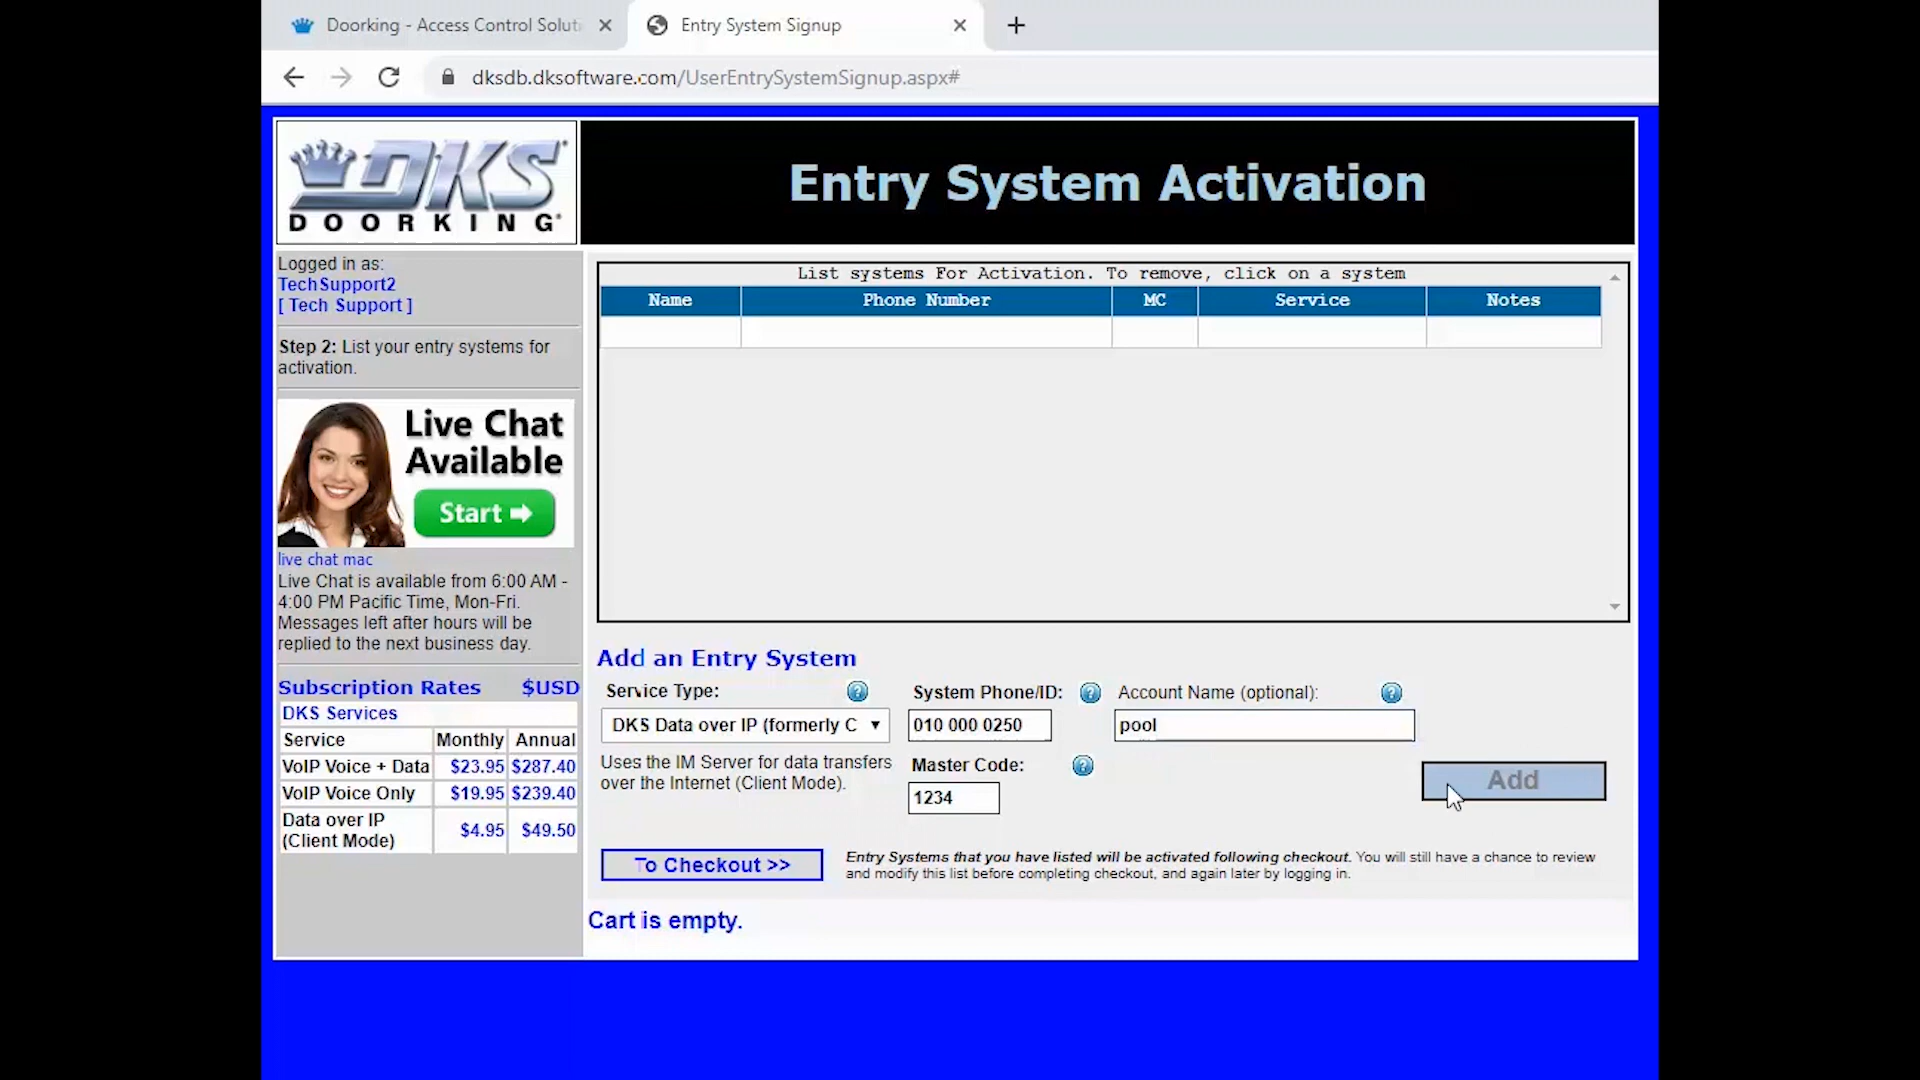 Doorking - Access Control Soluti
Entry System Signup
dksdb.dksoftware.com/UserEntrySystemSignup.aspx#
DKS
DOORKING
Entry System Activation
Logged in as:
TechSupport2
[ Tech Support ]
Step 2: List your entry systems for
activation.
Live Chat
Available
Start
live chat mac
Live Chat is available from 6:00 AM -
4:00 PM Pacific Time, Mon-Fri.
Messages left after hours will be
replied to the next business day.
Subscription Rates $USD
DKS Services
Service Monthly Annual
VoIP Voice + Data $23.95 $287.40
VoIP Voice Only $19.95 $239.40
Data over IP
(Client Mode) $4.95 $49.50
List systems For Activation. To remove, click on a system
Name Phone Number MC Service Notes
Add an Entry System
Service Type: ? System Phone/ID: ? Account Name (optional): ?
DKS Data over IP (formerly C 010 000 0250 pool
Uses the IM Server for data transfers
over the Internet (Client Mode).
Master Code: ?
1234
Add
To Checkout >>
Entry Systems that you have listed will be activated following checkout. You will still have a chance to review
and modify this list before completing checkout, and again later by logging in.
Cart is empty.